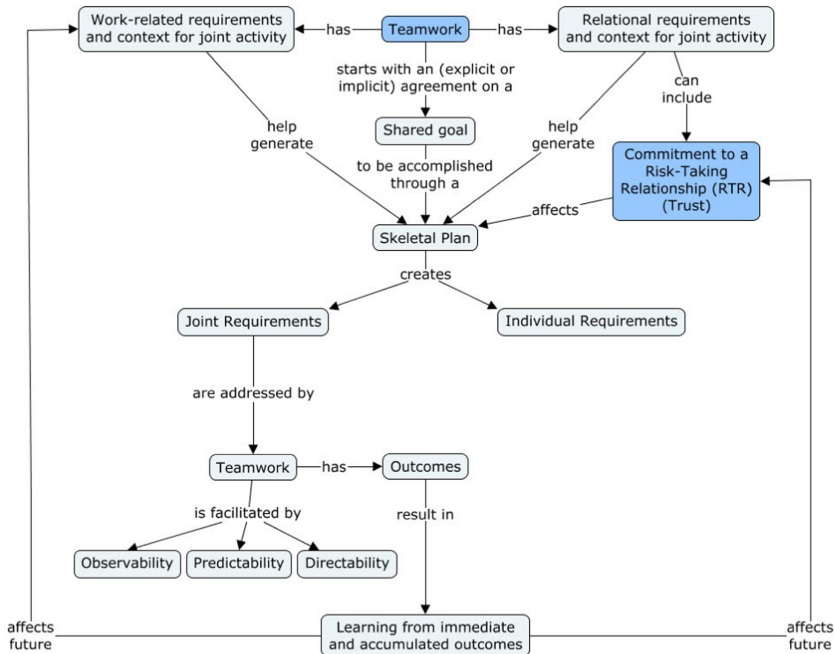 Work-related requirements
and context for joint activity
has
Teamwork
has
Relational requirements
and context for joint activity
starts with an (explicit or
implicit) agreement on a
can
include
Shared goal
help
generate
help
generate
to be accomplished
through a
Commitment to a
Risk-Taking
Relationship (RTR)
(Trust)
affects
Skeletal Plan
creates
Joint Requirements
Individual Requirements
are addressed by
Teamwork
has
Outcomes
is facilitated by
result in
Observability
Predictability
Directability
affects
future
Learning from immediate
and accumulated outcomes
affects
future